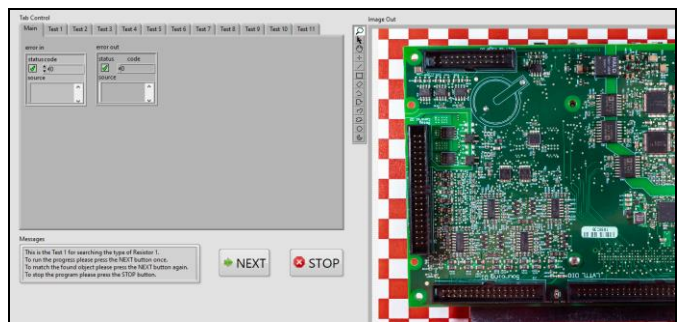 Tab Control
Main Test 1 Test 2 Test 3 Test 4 Test 5 Test 6 Test 7 Test 8 Test 9 Test 10 Test 11
error in
status code
0
source
error out
status code
0
source
Messages
This is the Test 1 for searching the type of Resistor 1.
To run the progress please press the NEXT button once.
To match the found object please press the NEXT button again.
To stop the program please press the STOP button.
NEXT
STOP
Image Out